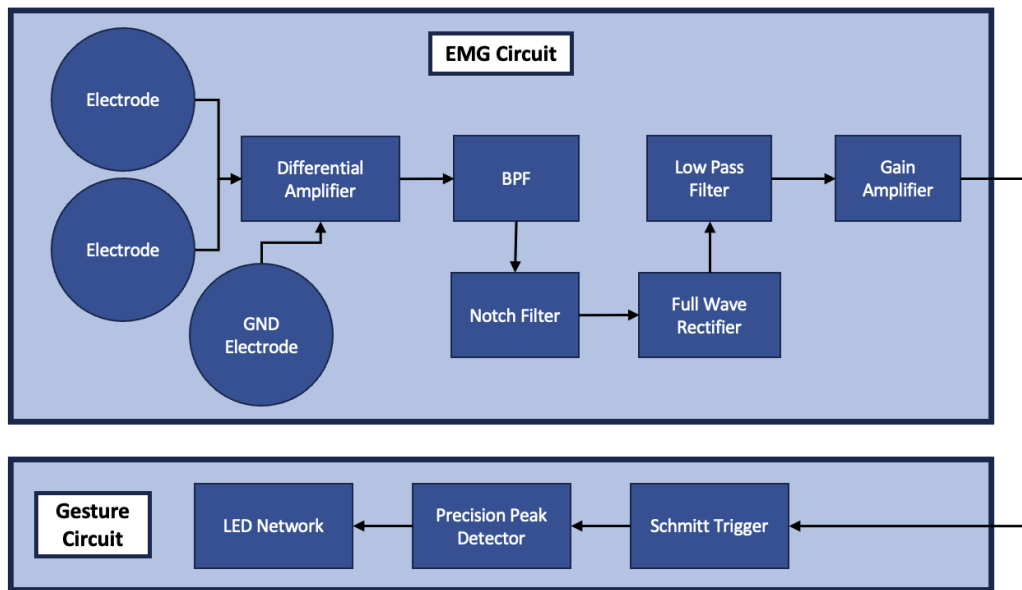 EMG Circuit
Electrode
Electrode
GND
Electrode
Differential
Amplifier
BPF
Notch Filter
Full Wave
Rectifier
Low Pass
Filter
Gain
Amplifier
Gesture
Circuit
LED Network
Precision Peak
Detector
Schmitt Trigger